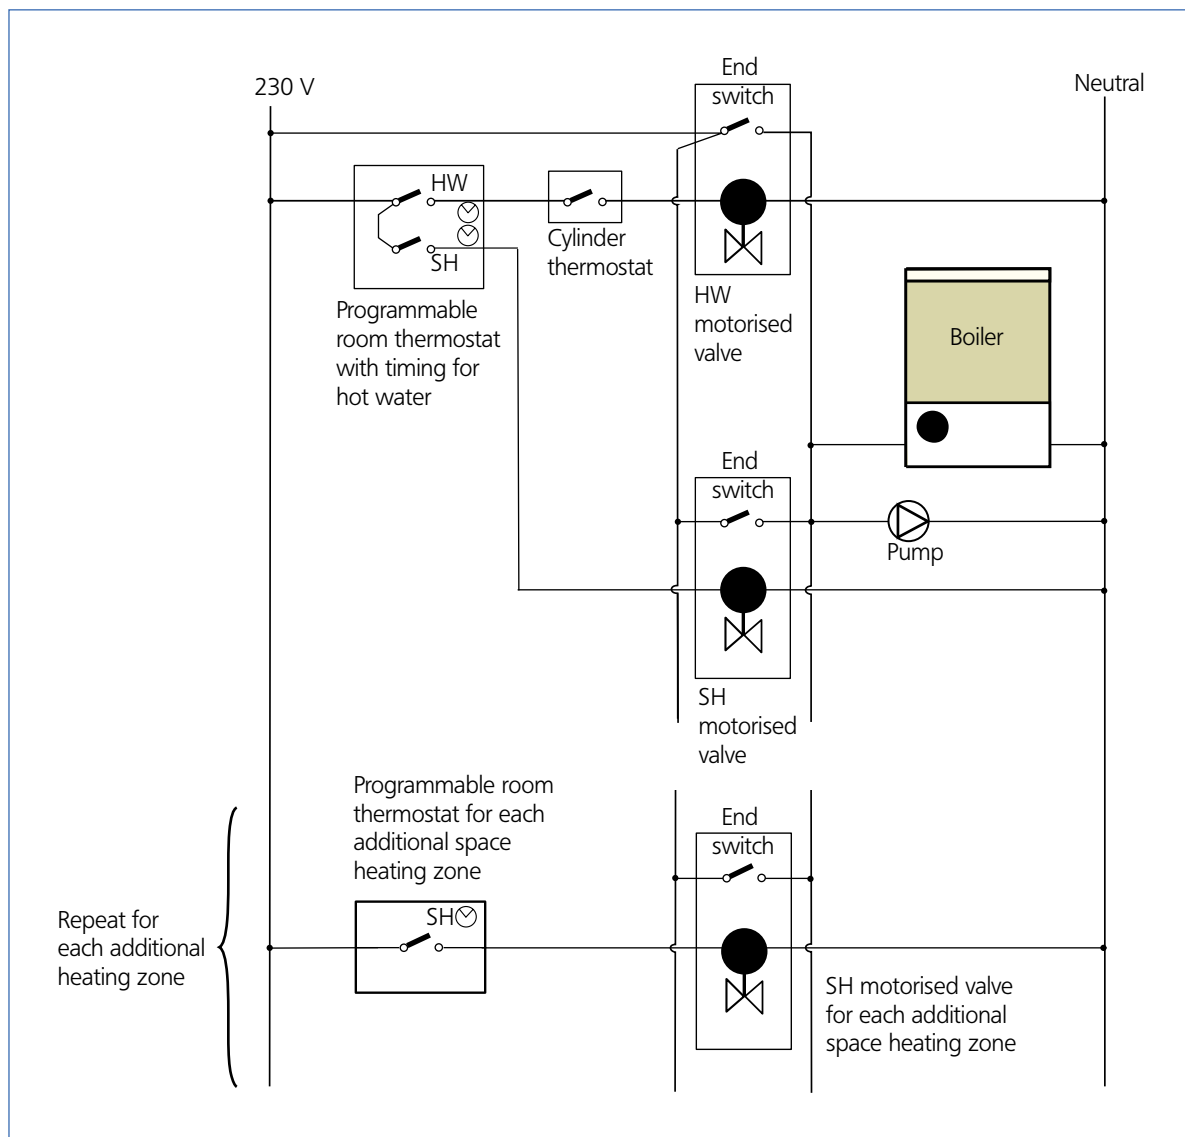 230 V
End
switch
Neutral
HW
SH
Cylinder
thermostat
Programmable
room thermostat
with timing for
hot water
HW
motorised
valve
Boiler
End
switch
Pump
SH
motorised
valve
Programmable room
thermostat for each
additional space
heating zone
End
switch
SH
Repeat for
each additional
heating zone
SH motorised valve
for each additional
space heating zone